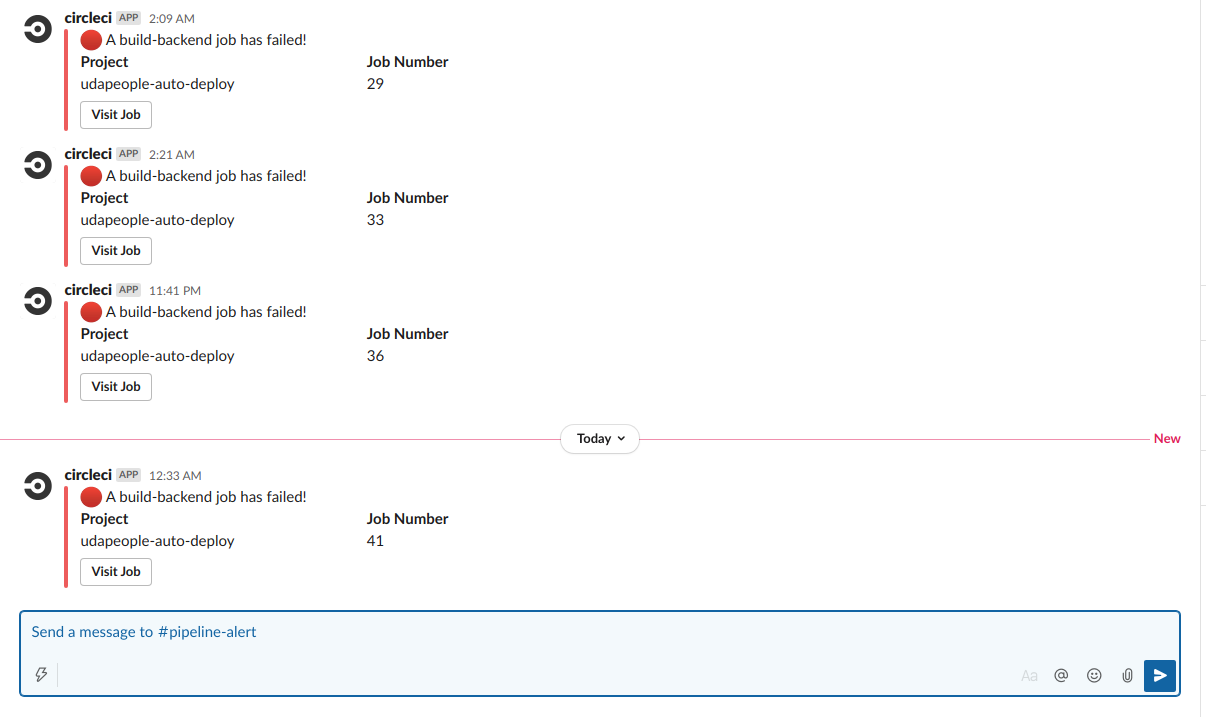 circleci APP 2:09 AM
A build-backend job has failed!
Project Job Number
udapeople-auto-deploy 29
Visit Job
circleci APP 2:21 AM
A build-backend job has failed!
Project Job Number
udapeople-auto-deploy 33
Visit Job
circleci APP 11:41 PM
A build-backend job has failed!
Project Job Number
udapeople-auto-deploy 36
Visit Job
Today New
circleci APP 12:33 AM
A build-backend job has failed!
Project Job Number
udapeople-auto-deploy 41
Visit Job
Send a message to #pipeline-alert
Aa @